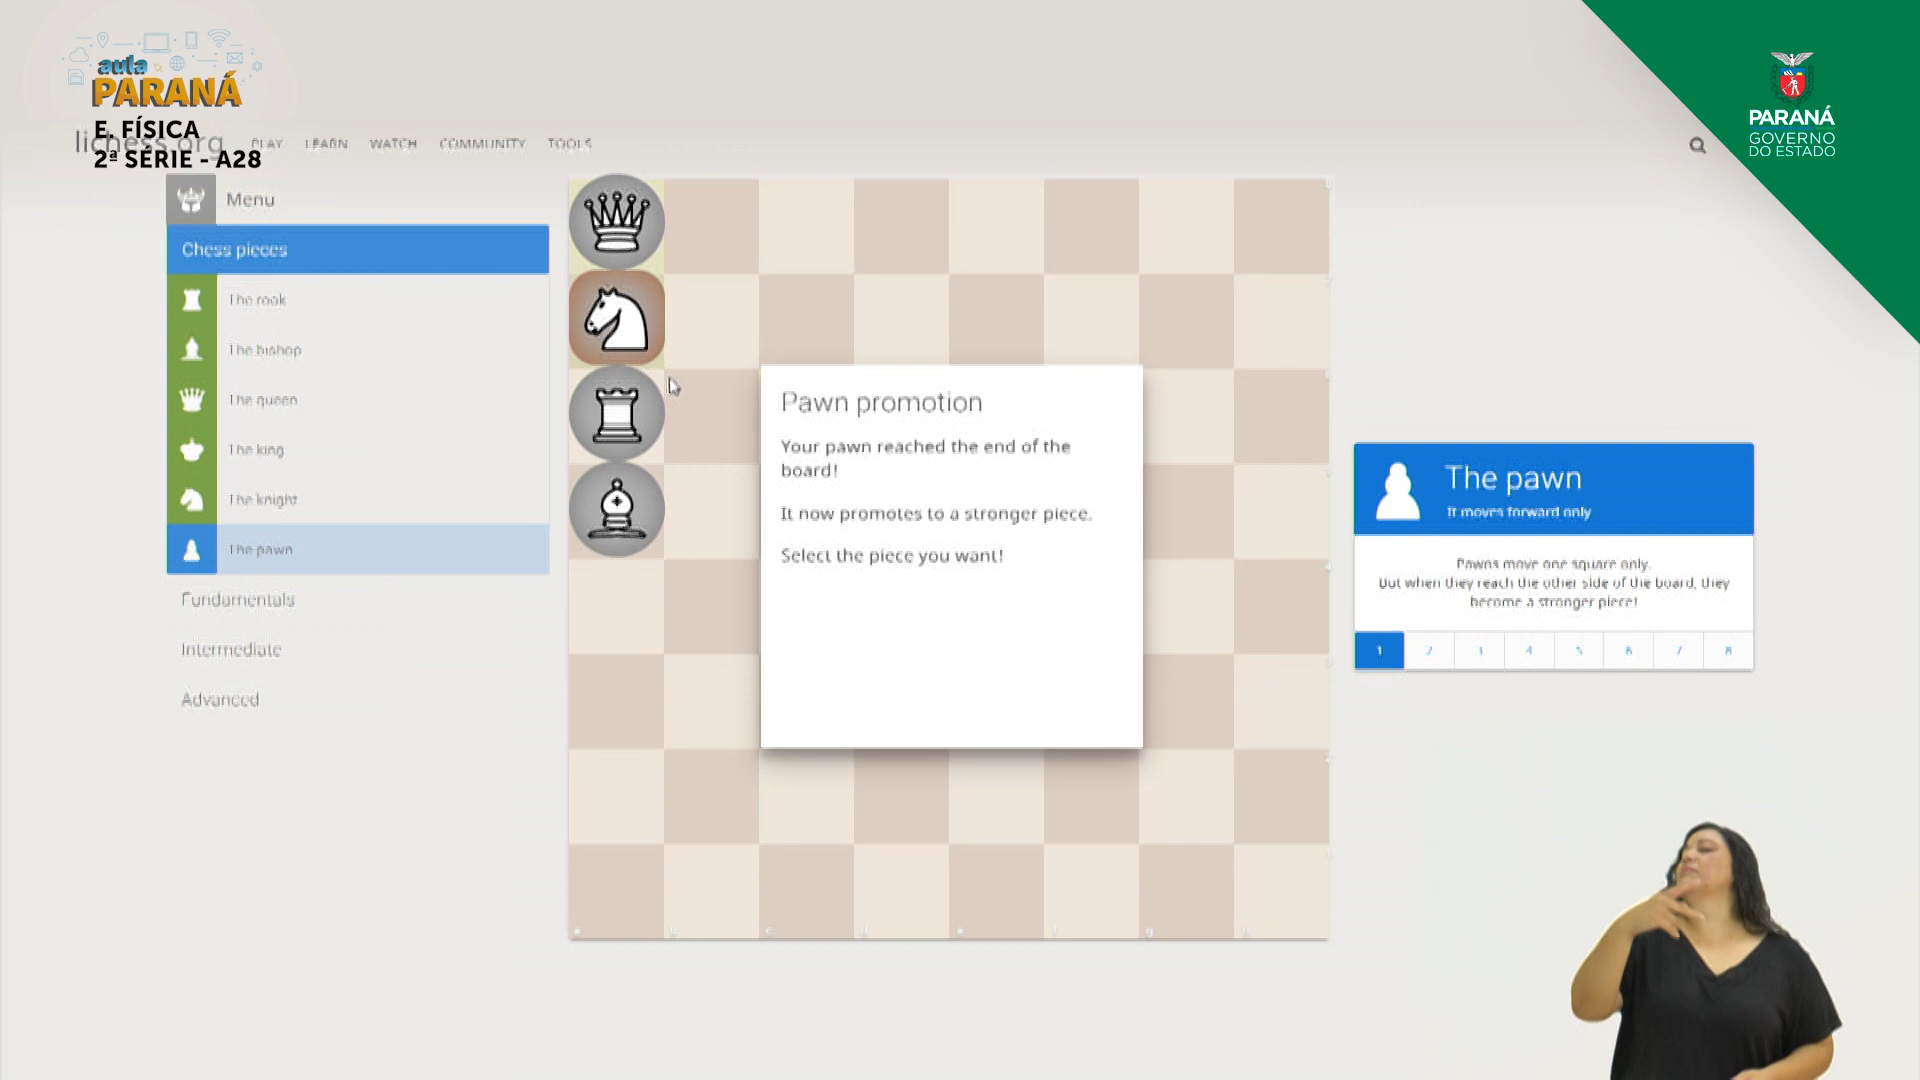 aula
PARANÁ
E. FÍSICA
2ª SÉRIE - A28
lichess.org
PLAY LEARN WATCH COMMUNITY TOOLS
PARANÁ
GOVERNO
DO ESTADO
Menu
Chess pieces
The rook
The bishop
The queen
The king
The knight
The pawn
Fundamentals
Intermediate
Advanced
Pawn promotion
Your pawn reached the end of the
board!
It now promotes to a stronger piece.
Select the piece you want!
The pawn
It moves forward only
Pawns move one square only.
But when they reach the other side of the board, they
become a stronger piece!
1 2 3 4 5 6 7 8
a b c d e f g h